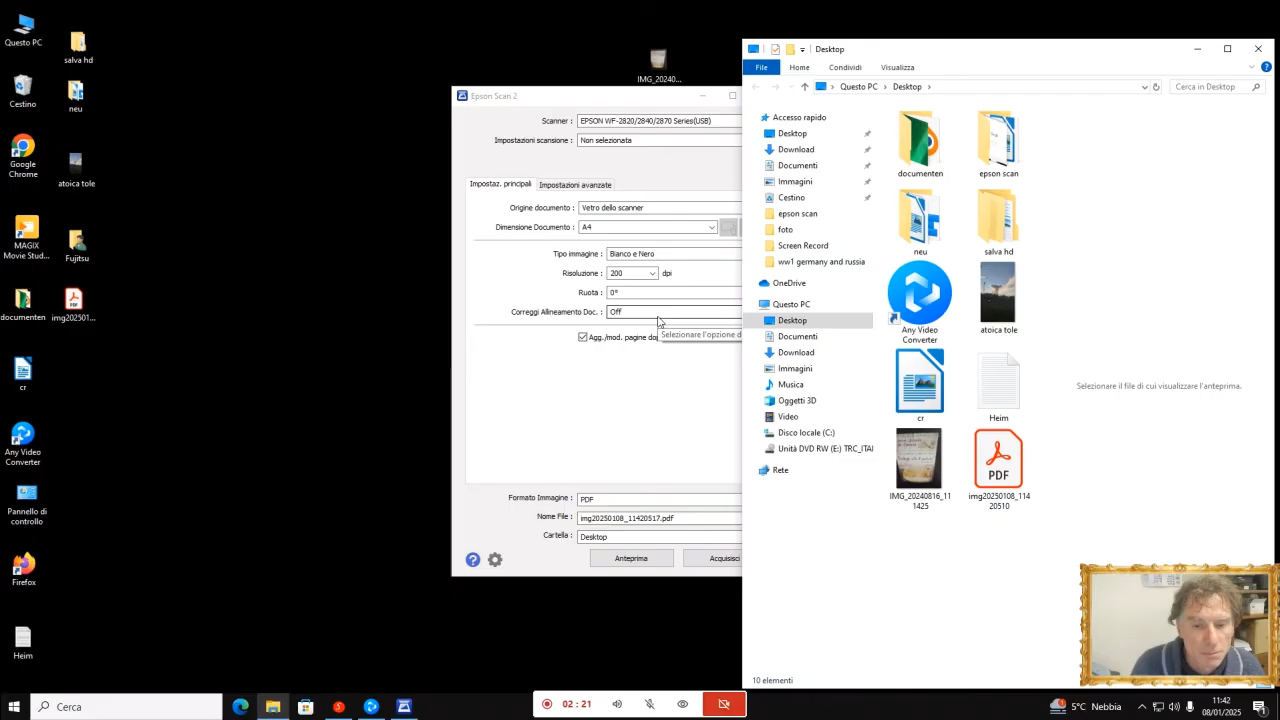 Questo PC
salva hd
Cestino
neu
Google
Chrome
atoica tole
MAGIX
Movie Stud...
Fujitsu
documenten
img202501...
cr
Any Video
Converter
Pannello di
controllo
Firefox
Heim
IMG_20240...
Epson Scan 2
Scanner :
EPSON WF-2820/2840/2870 Series(USB)
Impostazioni scansione :
Non selezionata
Impostaz. principali
Impostazioni avanzate
Origine documento :
Vetro dello scanner
Dimensione Documento :
A4
Tipo immagine :
Bianco e Nero
Risoluzione :
200
dpi
Ruota :
0°
Correggi Allineamento Doc. :
Off
Selezionare l'opzione d
Agg./mod. pagine dop
Formato Immagine :
PDF
Nome File :
img20250108_11420517.pdf
Cartella :
Desktop
Anteprima
Acquisisci
Desktop
File
Home
Condividi
Visualizza
Questo PC
Desktop
Cerca in Desktop
Accesso rapido
Desktop
Download
Documenti
Immagini
Cestino
epson scan
foto
Screen Record
ww1 germany and russia
OneDrive
Questo PC
Desktop
Documenti
Download
Immagini
Musica
Oggetti 3D
Video
Disco locale (C:)
Unità DVD RW (E:) TRC_ITAI
Rete
documenten
epson scan
neu
salva hd
Any Video
Converter
atoica tole
cr
Heim
IMG_20240816_11
1425
img20250108_114
20510
PDF
Selezionare il file di cui visualizzare l'anteprima.
10 elementi
Cerca
02 : 21
5°C Nebbia
11:42
08/01/2025